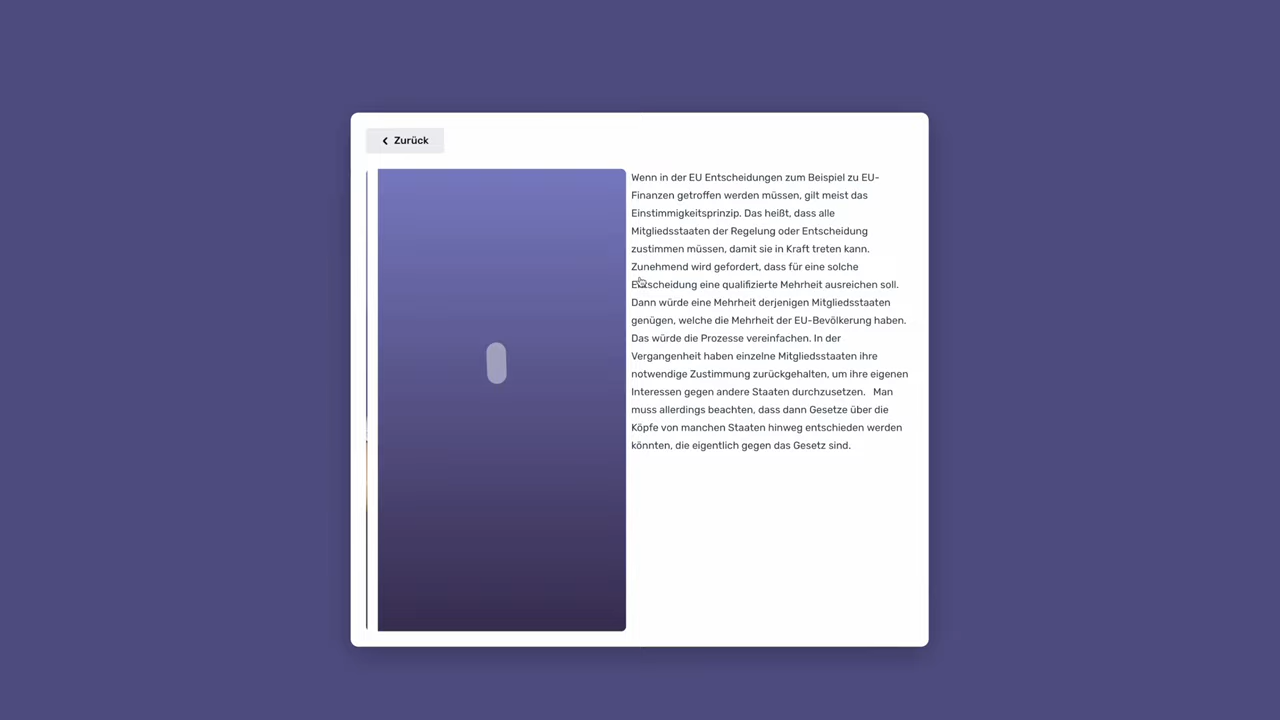 Zurück
Wenn in der EU Entscheidungen zum Beispiel zu EU-
Finanzen getroffen werden müssen, gilt meist das
Einstimmigkeitsprinzip. Das heißt, dass alle
Mitgliedsstaaten der Regelung oder Entscheidung
zustimmen müssen, damit sie in Kraft treten kann.
Zunehmend wird gefordert, dass für eine solche
Entscheidung eine qualifizierte Mehrheit ausreichen soll.
Dann würde eine Mehrheit derjenigen Mitgliedsstaaten
genügen, welche die Mehrheit der EU-Bevölkerung haben.
Das würde die Prozesse vereinfachen. In der
Vergangenheit haben einzelne Mitgliedsstaaten ihre
notwendige Zustimmung zurückgehalten, um ihre eigenen
Interessen gegen andere Staaten durchzusetzen. Man
muss allerdings beachten, dass dann Gesetze über die
Köpfe von manchen Staaten hinweg entschieden werden
könnten, die eigentlich gegen das Gesetz sind.